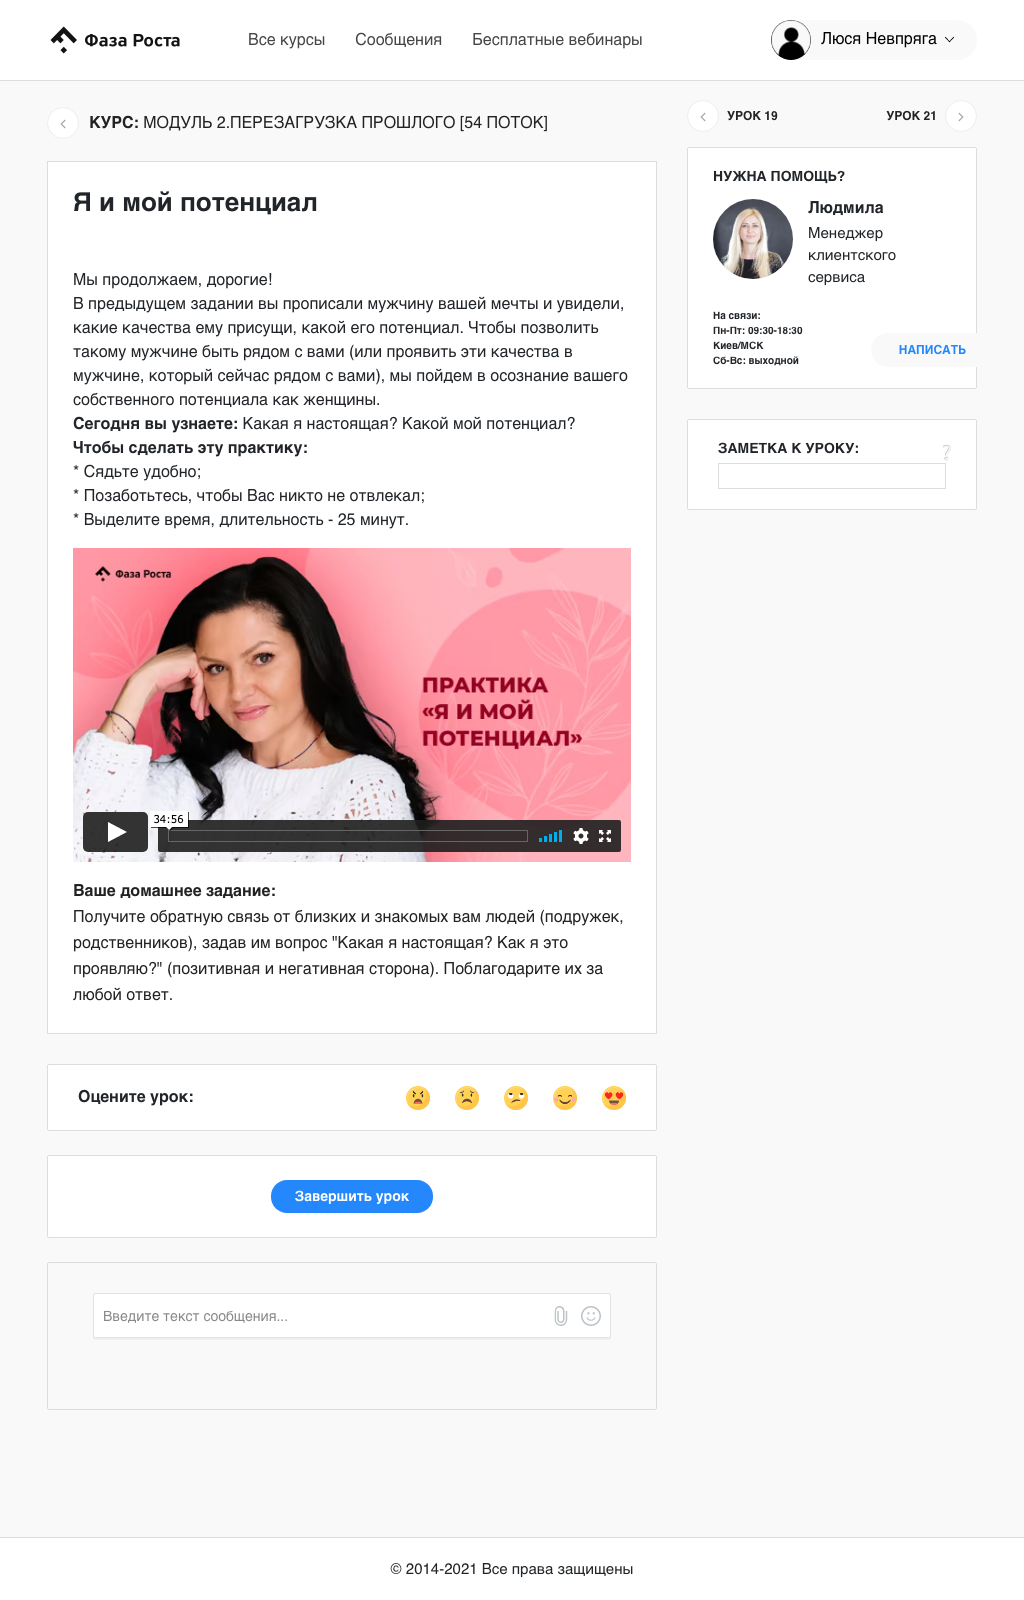 Фаза Роста
Все курсы
Сообщения
Бесплатные вебинары
Люся Невпряга
КУРС: МОДУЛЬ 2.ПЕРЕЗАГРУЗКА ПРОШЛОГО [54 ПОТОК]
УРОК 19
УРОК 21
Я и мой потенциал
Мы продолжаем, дорогие!
В предыдущем задании вы прописали мужчину вашей мечты и увидели,
какие качества ему присущи, какой его потенциал. Чтобы позволить
такому мужчине быть рядом с вами (или проявить эти качества в
мужчине, который сейчас рядом с вами), мы пойдем в осознание вашего
собственного потенциала как женщины.
Сегодня вы узнаете: Какая я настоящая? Какой мой потенциал?
Чтобы сделать эту практику:
* Сядьте удобно;
* Позаботьтесь, чтобы Вас никто не отвлекал;
* Выделите время, длительность - 25 минут.
Фаза Роста
ПРАКТИКА
«Я И МОЙ
ПОТЕНЦИАЛ»
34:56
Ваше домашнее задание:
Получите обратную связь от близких и знакомых вам людей (подружек,
родственников), задав им вопрос "Какая я настоящая? Как я это
проявляю?" (позитивная и негативная сторона). Поблагодарите их за
любой ответ.
Оцените урок:
Завершить урок
Введите текст сообщения...
НУЖНА ПОМОЩЬ?
Людмила
Менеджер
клиентского
сервиса
На связи:
Пн-Пт: 09:30-18:30
Киев/МСК
Сб-Вс: выходной
НАПИСАТЬ
ЗАМЕТКА К УРОКУ:
?
© 2014-2021 Все права защищены